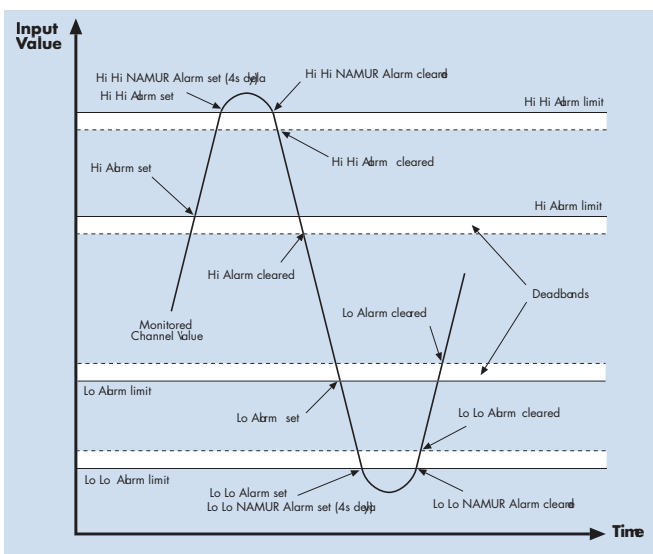 Input
Value
Hi Hi NAMUR Alarm set (4s delay)
Hi Hi Alarm set
Hi Hi NAMUR Alarm cleared
Hi Hi Alarm limit
Hi Hi Alarm cleared
Hi Alarm set
Hi Alarm limit
Hi Alarm cleared
Deadbands
Lo Alarm cleared
Monitored
Channel Value
Lo Alarm limit
Lo Alarm set
Lo Lo Alarm cleared
Lo Lo Alarm limit
Lo Lo Alarm set
Lo Lo NAMUR Alarm set (4s delay)
Lo Lo NAMUR Alarm cleared
Time